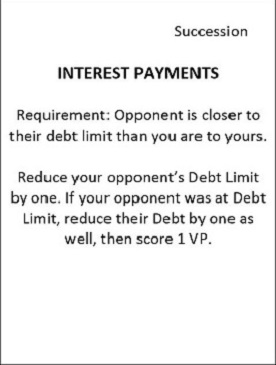 Succession
INTEREST PAYMENTS
Requirement: Opponent is closer to
their debt limit than you are to yours.
Reduce your opponent's Debt Limit
by one. If your opponent was at Debt
Limit, reduce their Debt by one as
well, then score 1 VP.